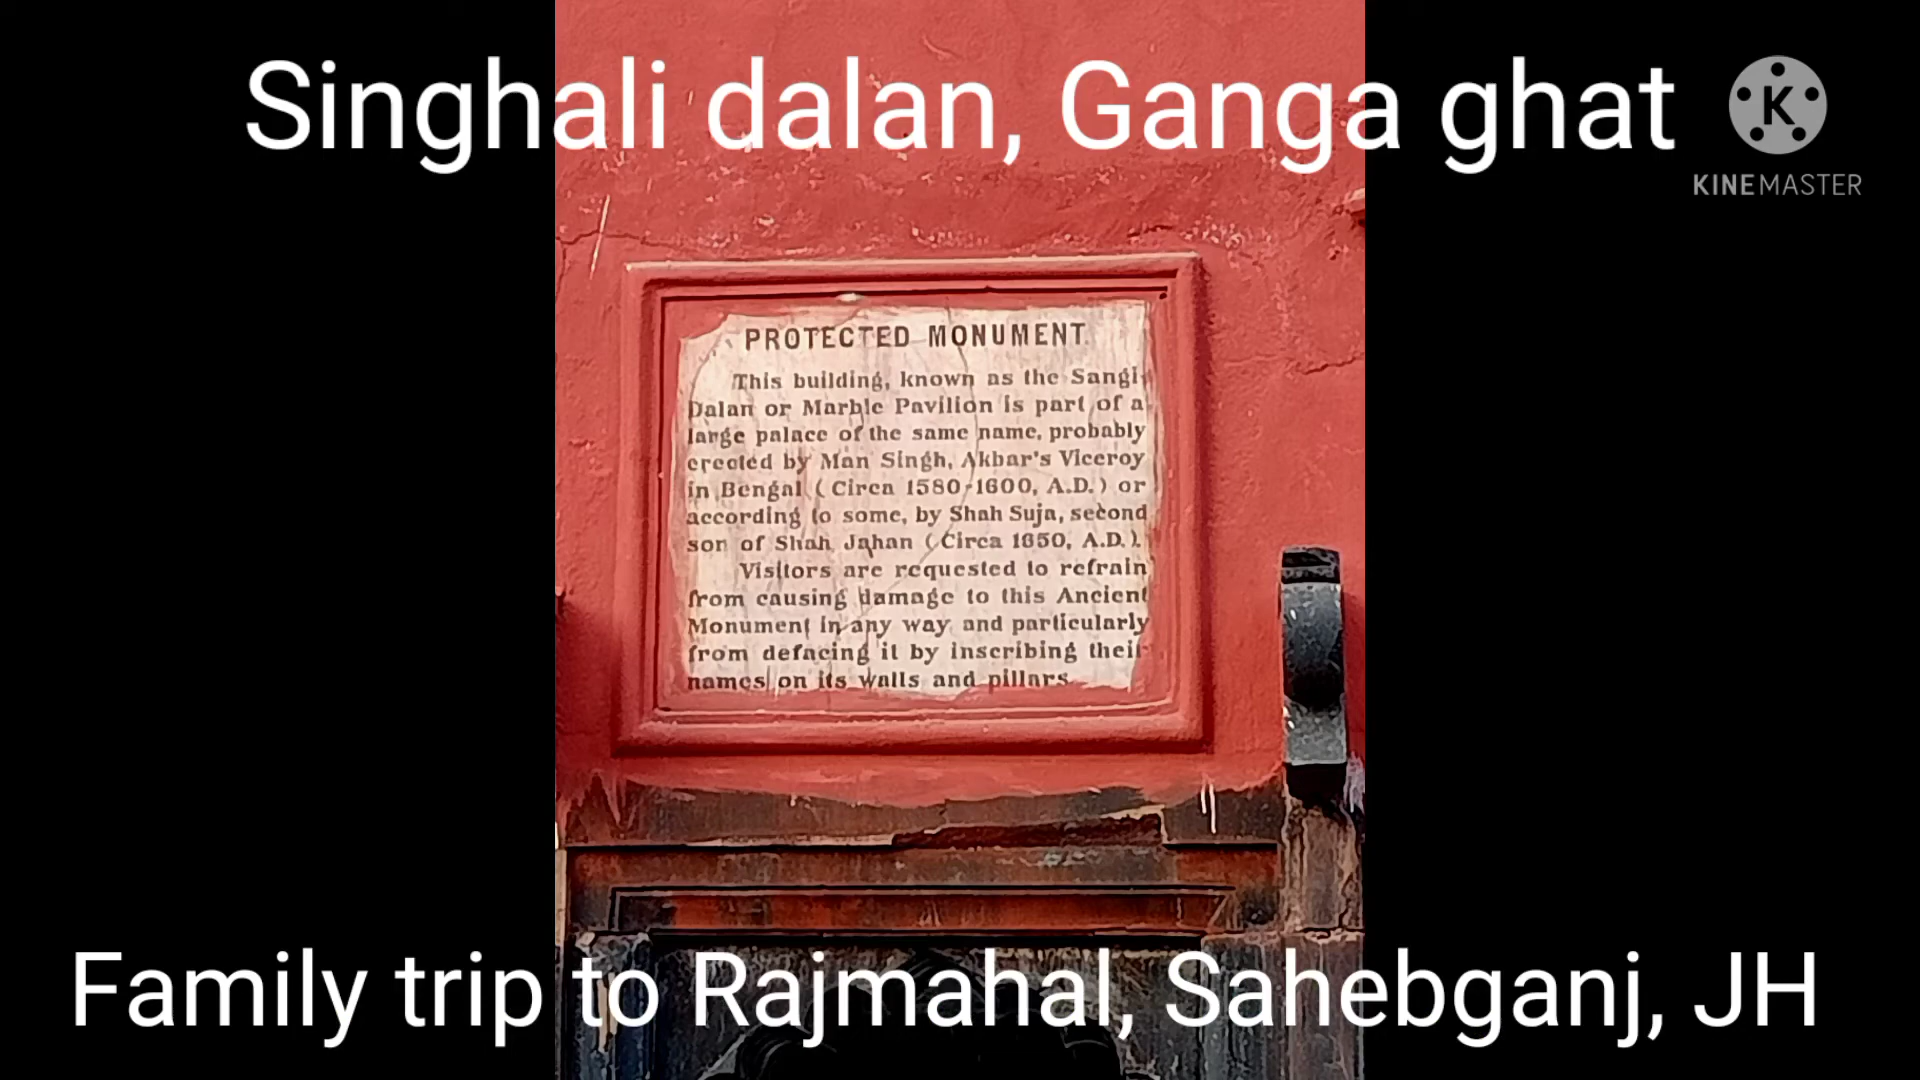 Singhali dalan, Ganga ghat
KINEMASTER
PROTECTED MONUMENT
This building, known as the Sangi-
Dalan or Marble Pavilion is part of a
large palace of the same name, probably
erected by Man Singh, Akbar's Viceroy
in Bengal (Circa 1580-1600, A.D.) or
according to some, by Shah Suja, second
son of Shah Jahan (Circa 1650, A.D.).
Visitors are requested to refrain
from causing damage to this Ancient
Monument in any way and particularly
from defacing it by inscribing their
names on its walls and pillars
Family trip to Rajmahal, Sahebganj, JH